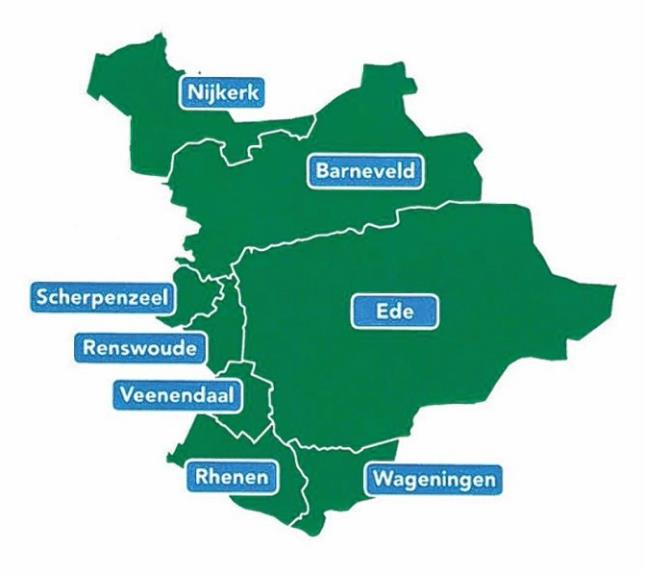 Nijkerk
Barneveld
Scherpenzeel
Ede
Renswoude
Veenendaal
Rhenen
Wageningen